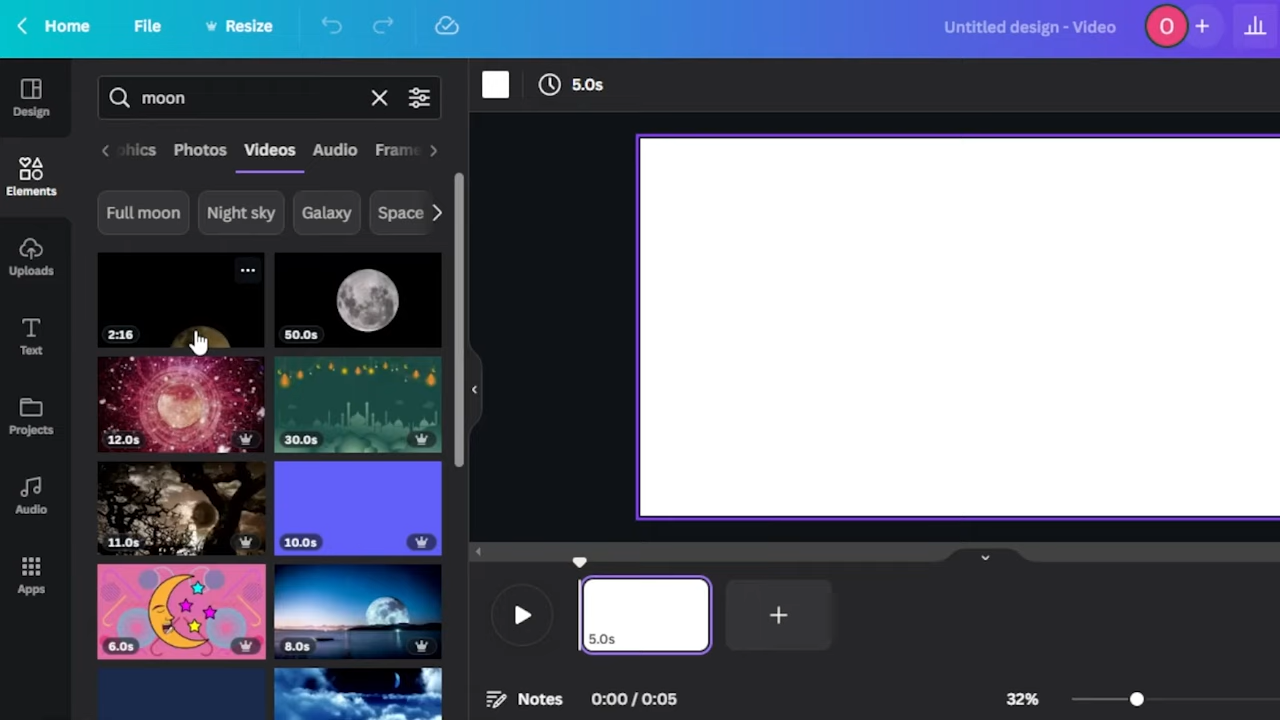 Home
File
Resize
Untitled design - Video
O
Design
Elements
Uploads
Text
Projects
Audio
Apps
moon
phics
Photos
Videos
Audio
Frame
Full moon
Night sky
Galaxy
Space
2:16
50.0s
12.0s
30.0s
11.0s
10.0s
6.0s
8.0s
5.0s
5.0s
Notes
0:00 / 0:05
32%